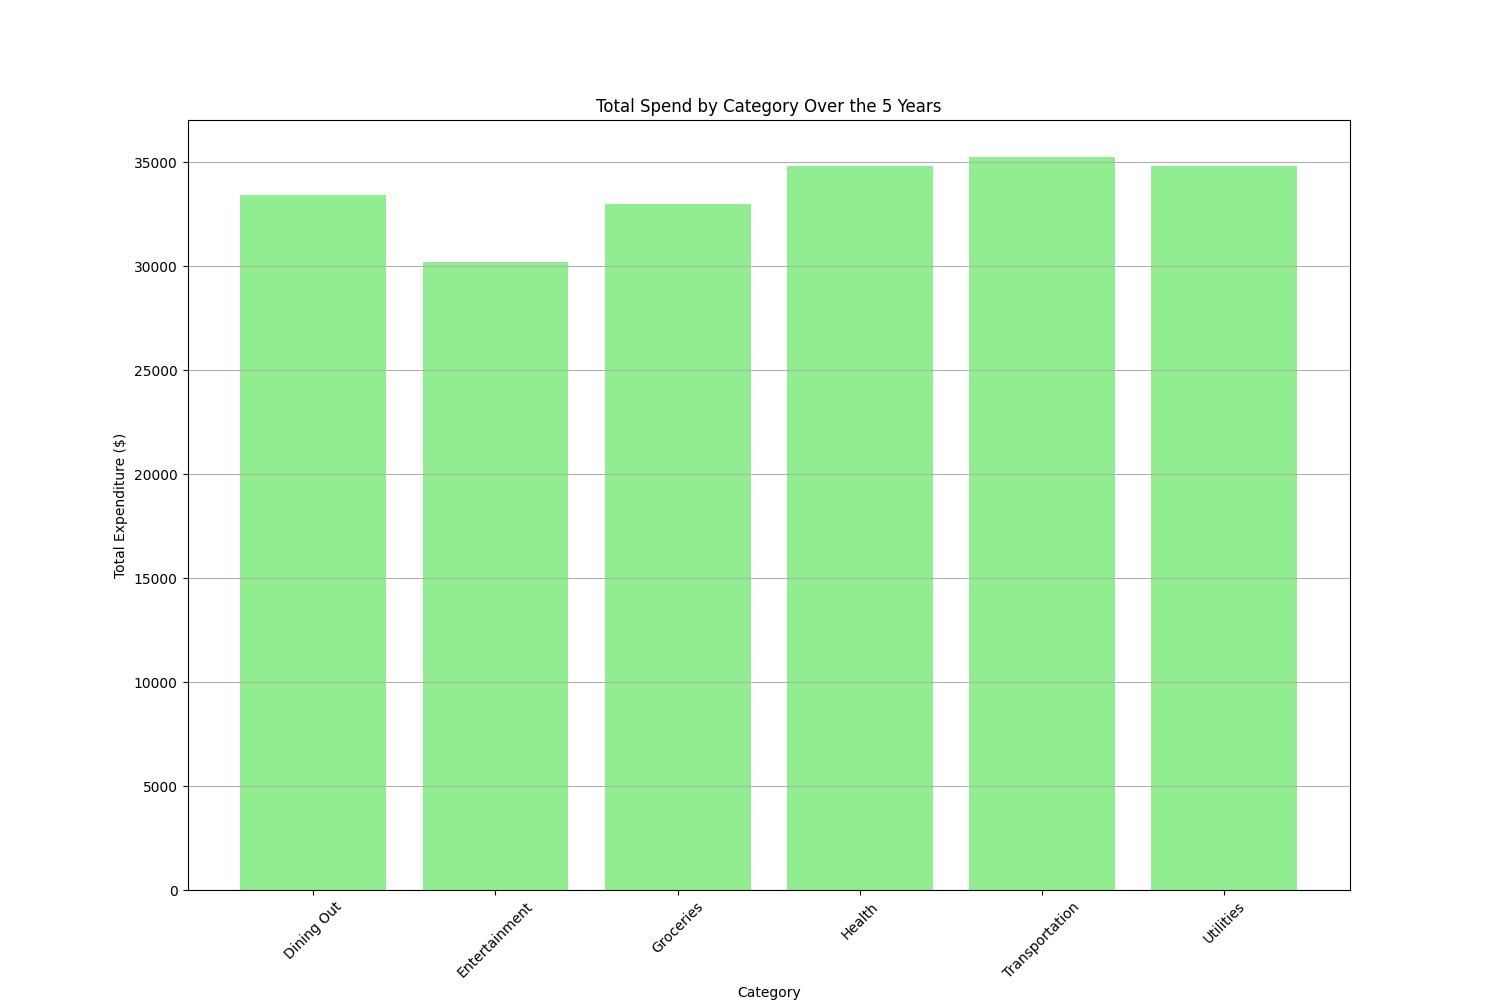 Total Spend by Category Over the 5 Years
Total Expenditure ($)
35000
30000
25000
20000
15000
10000
5000
0
Dining Out
Entertainment
Groceries
Health
Transportation
Utilities
Category